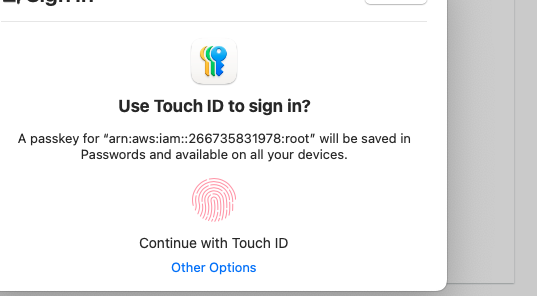 Sign In
Use Touch ID to sign in?
A passkey for “arn:aws:iam::266735831978:root” will be saved in
Passwords and available on all your devices.
Continue with Touch ID
Other Options